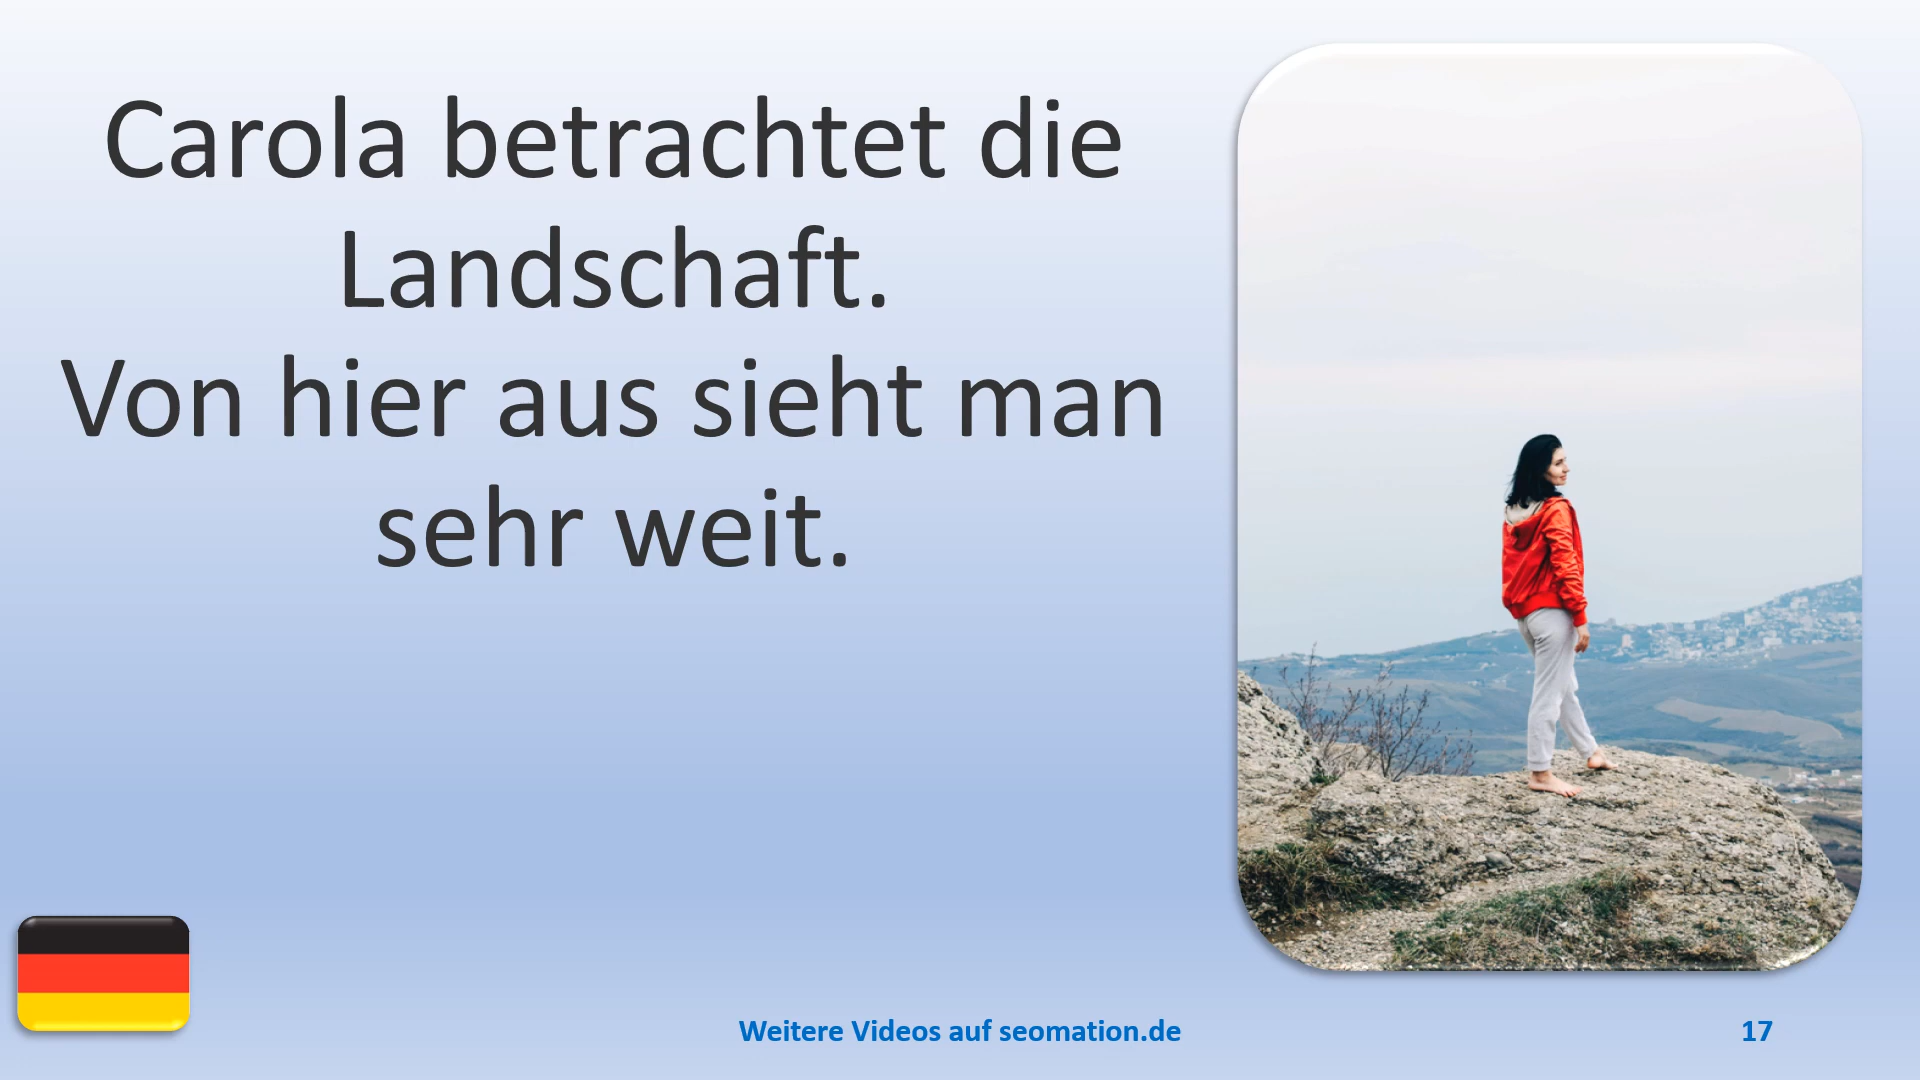 Carola betrachtet die
Landschaft.
Von hier aus sieht man
sehr weit.
Weitere Videos auf seomation.de
17